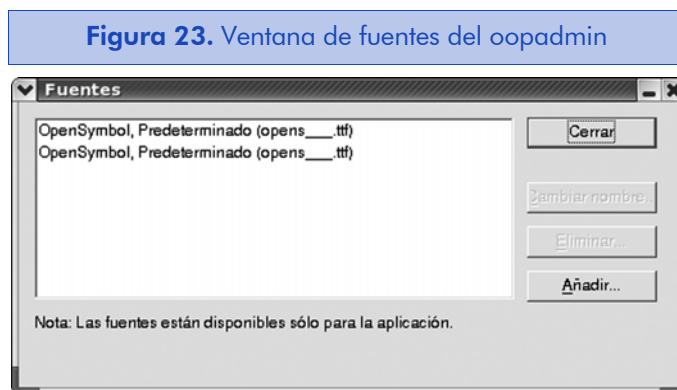 Figura 23. Ventana de fuentes del oopadmin
Fuentes
OpenSymbol, Predeterminado (opens___.ttf)
OpenSymbol, Predeterminado (opens___.ttf)
Cerrar
Cambiar nombre..
Eliminar...
Añadir...
Nota: Las fuentes están disponibles sólo para la aplicación.